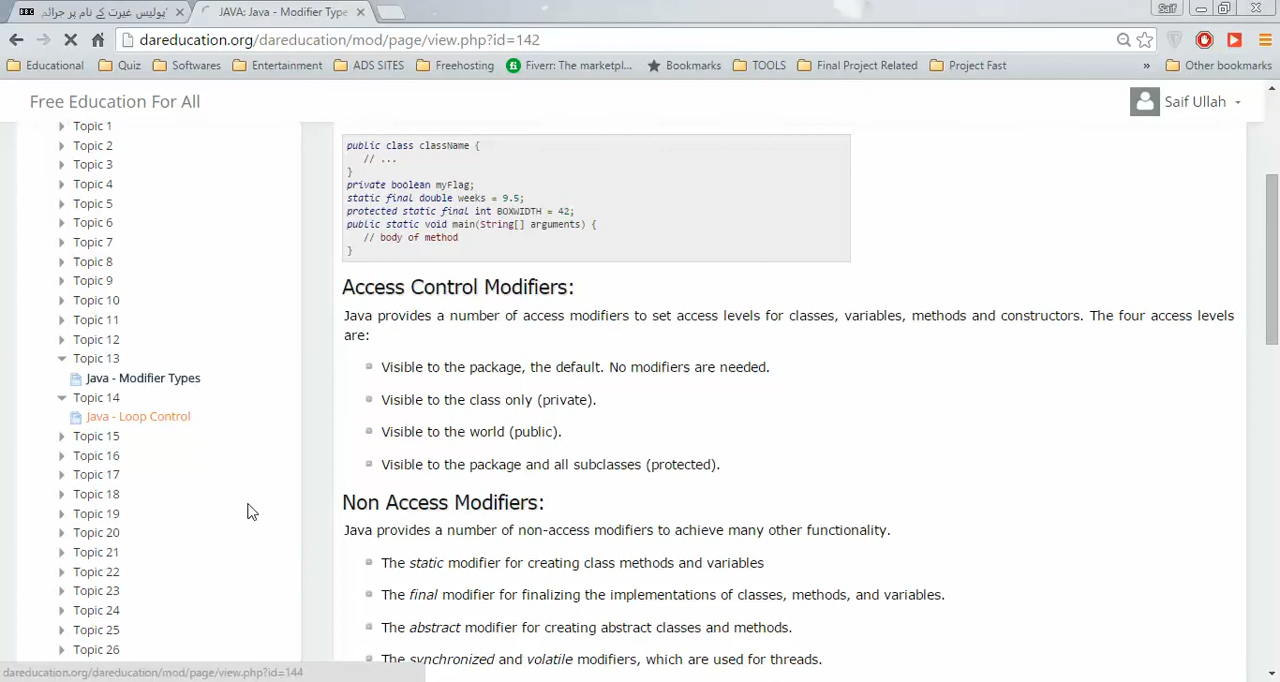 BBC ’پولیس غیرت کے نام پر جرائم
JAVA: Java - Modifier Type
Saif
dareducation.org/dareducation/mod/page/view.php?id=142
Educational Quiz Softwares Entertainment ADS SITES Freehosting Fiverr: The marketpl... Bookmarks TOOLS Final Project Related Project Fast » Other bookmarks
Free Education For All
Saif Ullah
Topic 1
Topic 2
Topic 3
Topic 4
Topic 5
Topic 6
Topic 7
Topic 8
Topic 9
Topic 10
Topic 11
Topic 12
Topic 13
Java - Modifier Types
Topic 14
Java - Loop Control
Topic 15
Topic 16
Topic 17
Topic 18
Topic 19
Topic 20
Topic 21
Topic 22
Topic 23
Topic 24
Topic 25
Topic 26
public class className {
// ...
}
private boolean myFlag;
static final double weeks = 9.5;
protected static final int BOXWIDTH = 42;
public static void main(String[] arguments) {
// body of method
}
Access Control Modifiers:
Java provides a number of access modifiers to set access levels for classes, variables, methods and constructors. The four access levels
are:
Visible to the package, the default. No modifiers are needed.
Visible to the class only (private).
Visible to the world (public).
Visible to the package and all subclasses (protected).
Non Access Modifiers:
Java provides a number of non-access modifiers to achieve many other functionality.
The static modifier for creating class methods and variables
The final modifier for finalizing the implementations of classes, methods, and variables.
The abstract modifier for creating abstract classes and methods.
The synchronized and volatile modifiers, which are used for threads.
dareducation.org/dareducation/mod/page/view.php?id=144